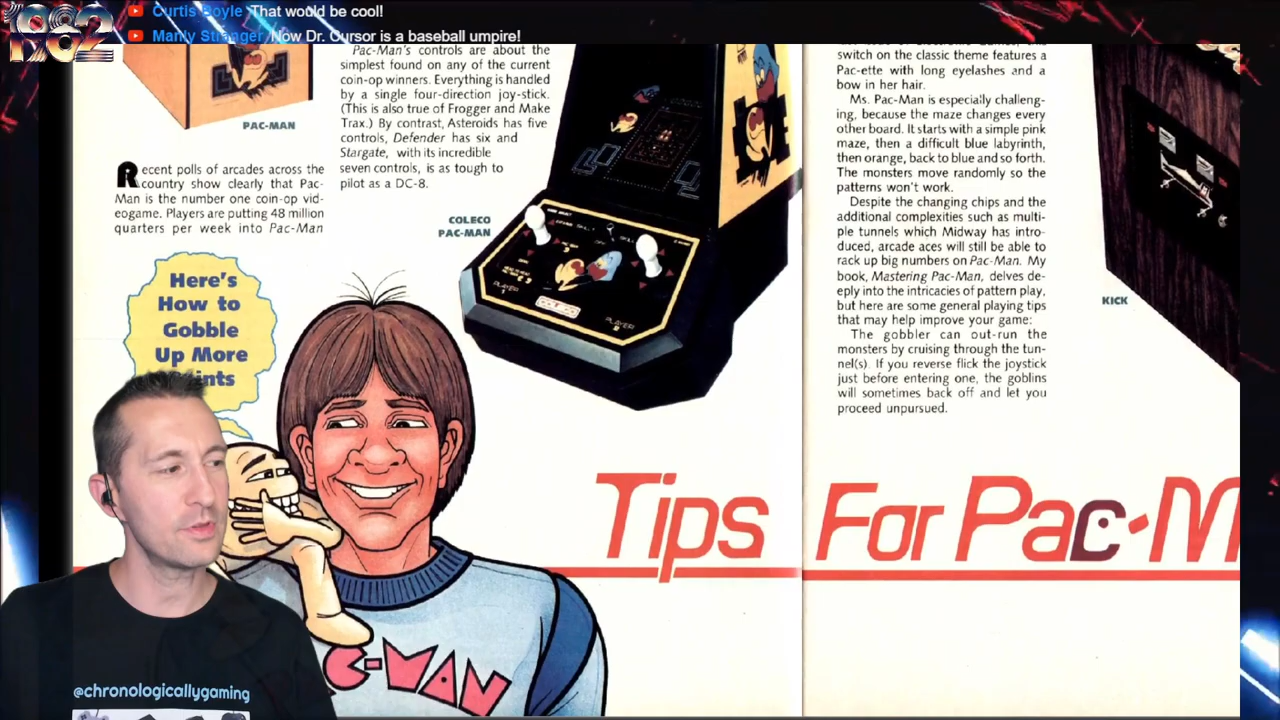 1982
Curtis Boyle That would be cool!
Manly Stranger Now Dr. Cursor is a baseball umpire!
PAC-MAN
Recent polls of arcades across the
country show clearly that Pac-
Man is the number one coin-op vid-
eogame. Players are putting 48 million
quarters per week into Pac-Man
Pac-Man's controls are about the
simplest found on any of the current
coin-op winners. Everything is handled
by a single four-direction joy-stick.
(This is also true of Frogger and Make
Trax.) By contrast, Asteroids has five
controls, Defender has six and
Stargate, with its incredible
seven controls, is as tough to
pilot as a DC-8.
COLECO
PAC-MAN
PLAYER
PLAYER
Here's
How to
Gobble
Up More
switch on the classic theme features a
Pac-ette with long eyelashes and a
bow in her hair.
Ms. Pac-Man is especially challeng-
ing, because the maze changes every
other board. It starts with a simple pink
maze, then a difficult blue labyrinth,
then orange, back to blue and so forth.
The monsters move randomly so the
patterns won't work.
Despite the changing chips and the
additional complexities such as multi-
ple tunnels which Midway has intro-
duced, arcade aces will still be able to
rack up big numbers on Pac-Man. My
book, Mastering Pac-Man, delves de-
eply into the intricacies of pattern play,
but here are some general playing tips
that may help improve your game:
The gobbler can out-run the
monsters by cruising through the tun-
nel(s). If you reverse flick the joystick
just before entering one, the goblins
will sometimes back off and let you
proceed unpursued.
KICK
Tips For Pac-M
C-MAN
@chronologicallygaming